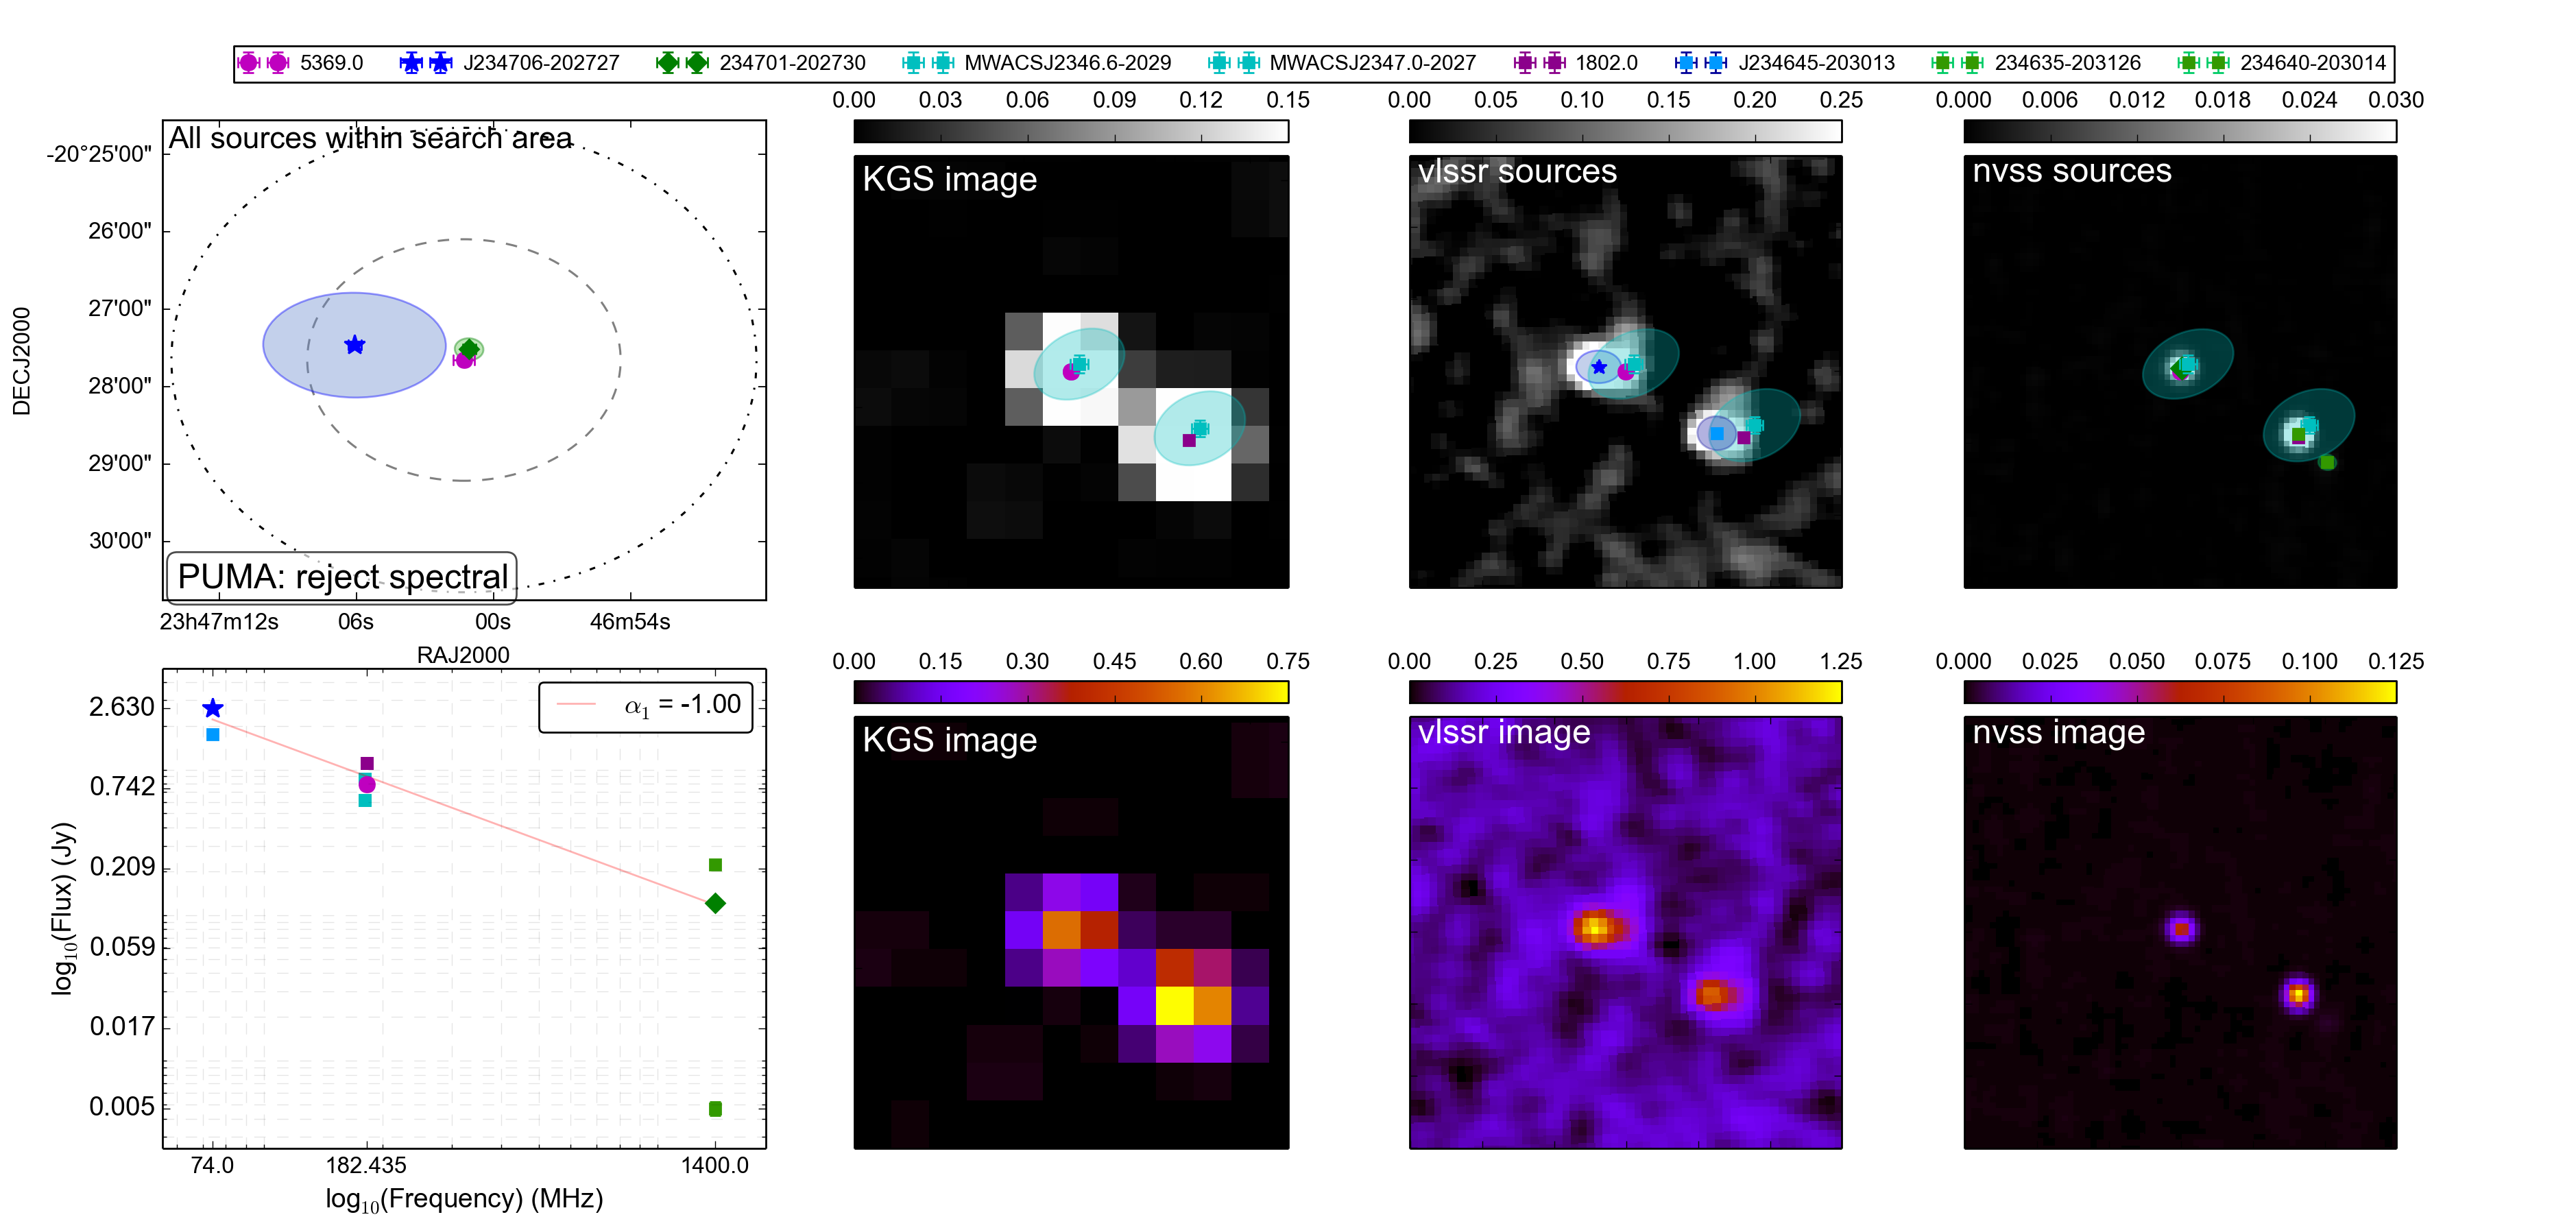 5369.0 J234706-202727 234701-202730 MWACSJ2346.6-2029 MWACSJ2347.0-2027 1802.0 J234645-203013 234635-203126 234640-203014
0.00 0.03 0.06 0.09 0.12 0.15
0.00 0.05 0.10 0.15 0.20 0.25
0.000 0.006 0.012 0.018 0.024 0.030
All sources within search area
KGS image
vlssr sources
nvss sources
-20°25'00"
26'00"
27'00"
28'00"
29'00"
30'00"
DECJ2000
PUMA: reject spectral
23h47m12s 06s 00s 46m54s
RAJ2000
0.00 0.15 0.30 0.45 0.60 0.75
0.00 0.25 0.50 0.75 1.00 1.25
0.000 0.025 0.050 0.075 0.100 0.125
α₁ = -1.00
KGS image
vlssr image
nvss image
2.630
0.742
0.209
0.059
0.017
0.005
log₁₀(Flux) (Jy)
74.0 182.435 1400.0
log₁₀(Frequency) (MHz)